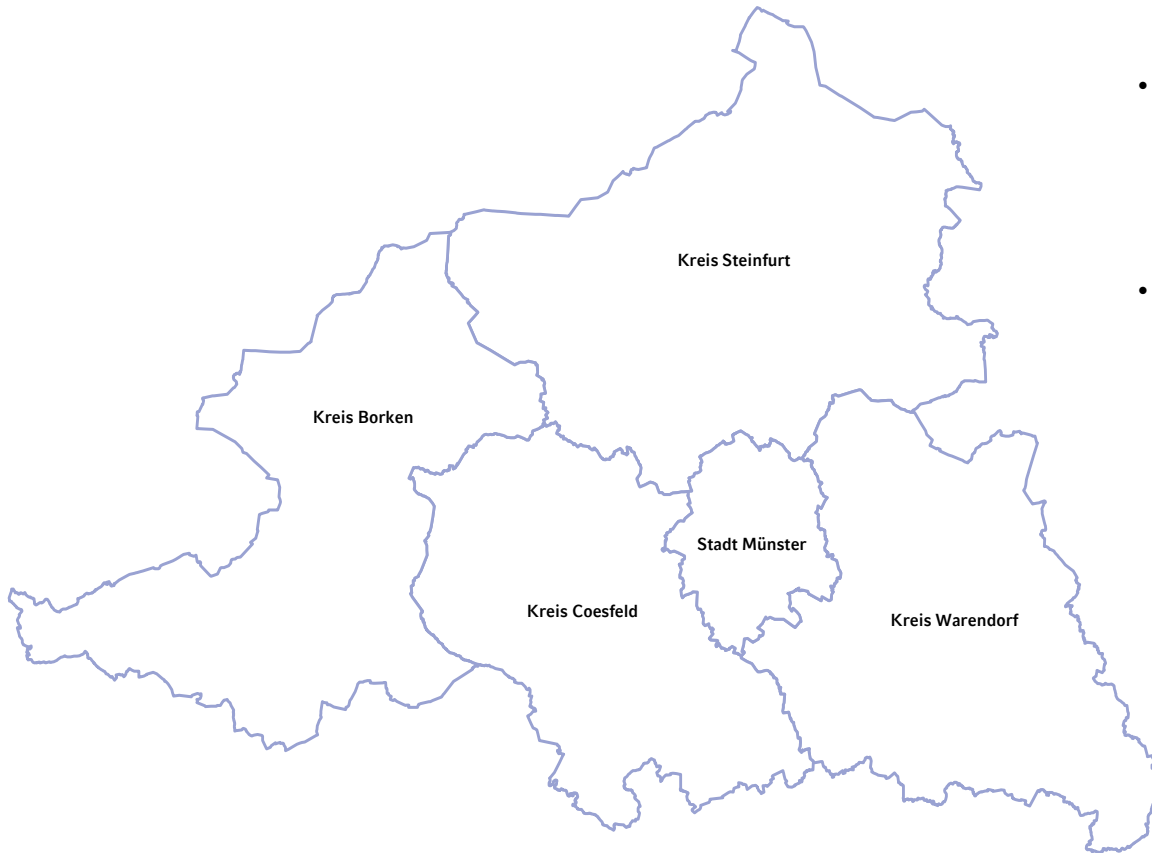 Kreis Steinfurt
Kreis Borken
Stadt Münster
Kreis Coesfeld
Kreis Warendorf